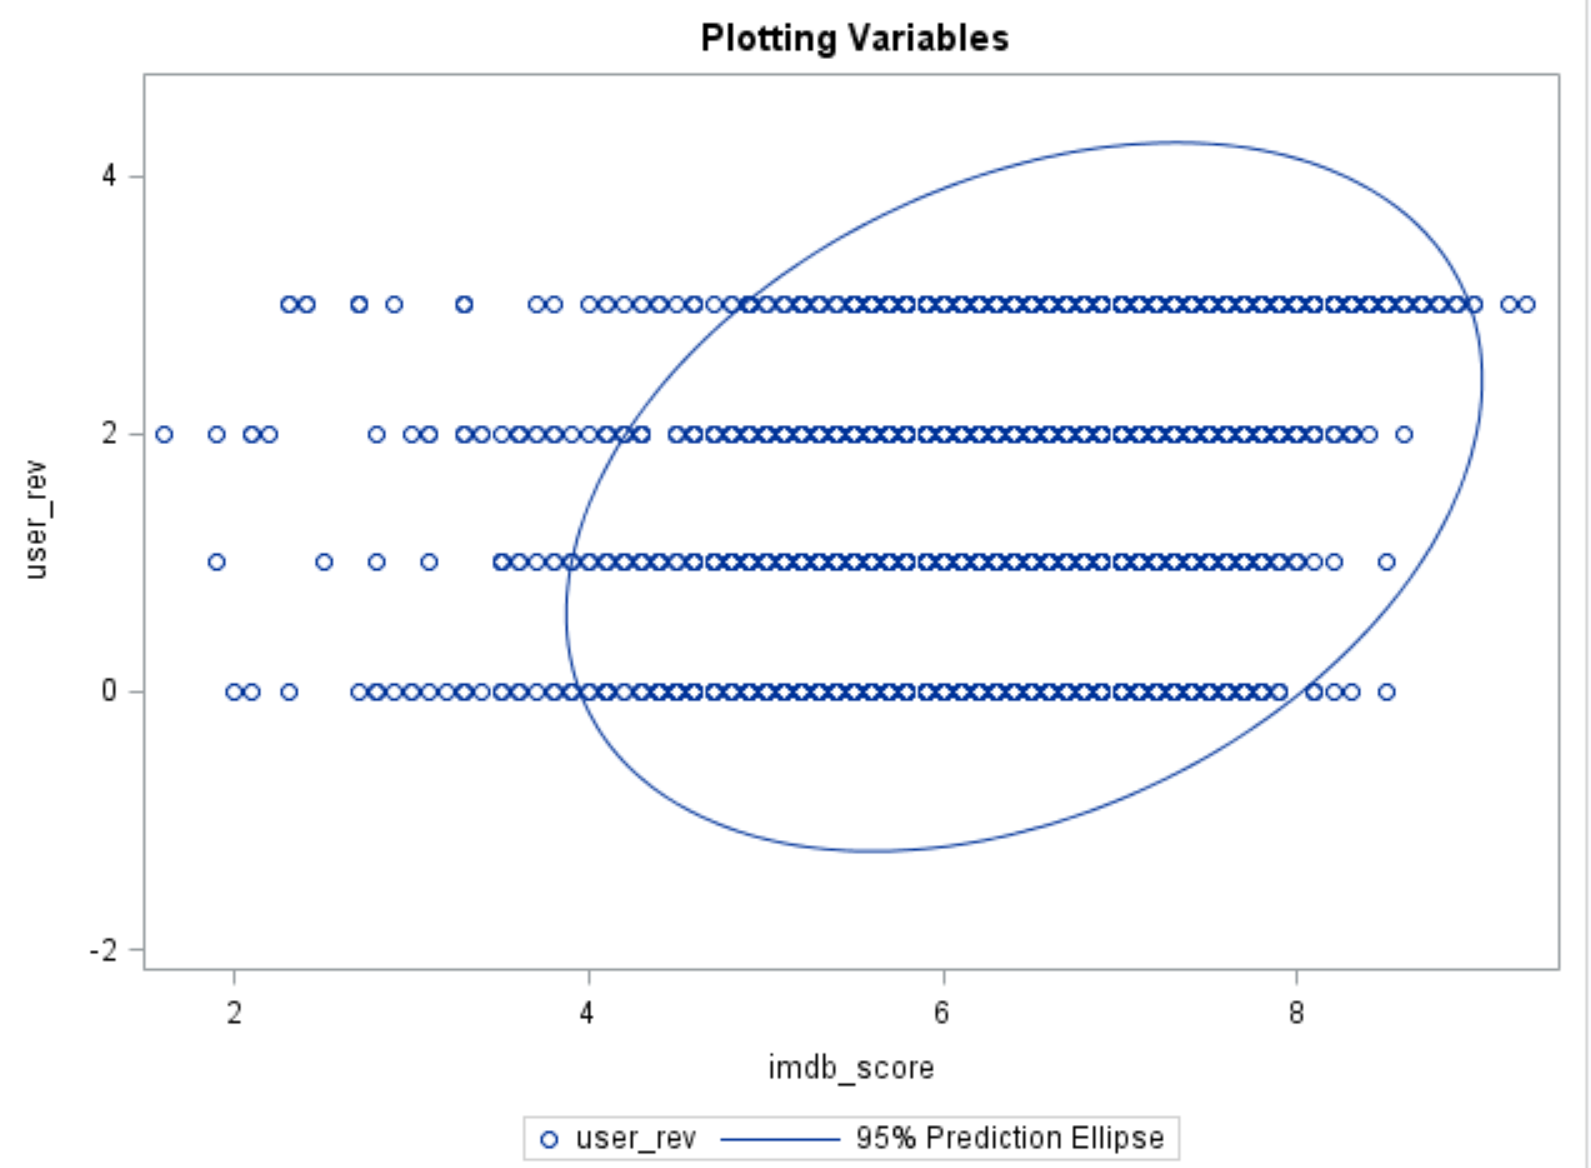 Plotting Variables
user_rev
4
2
0
-2
2
4
6
8
imdb_score
user_rev
95% Prediction Ellipse